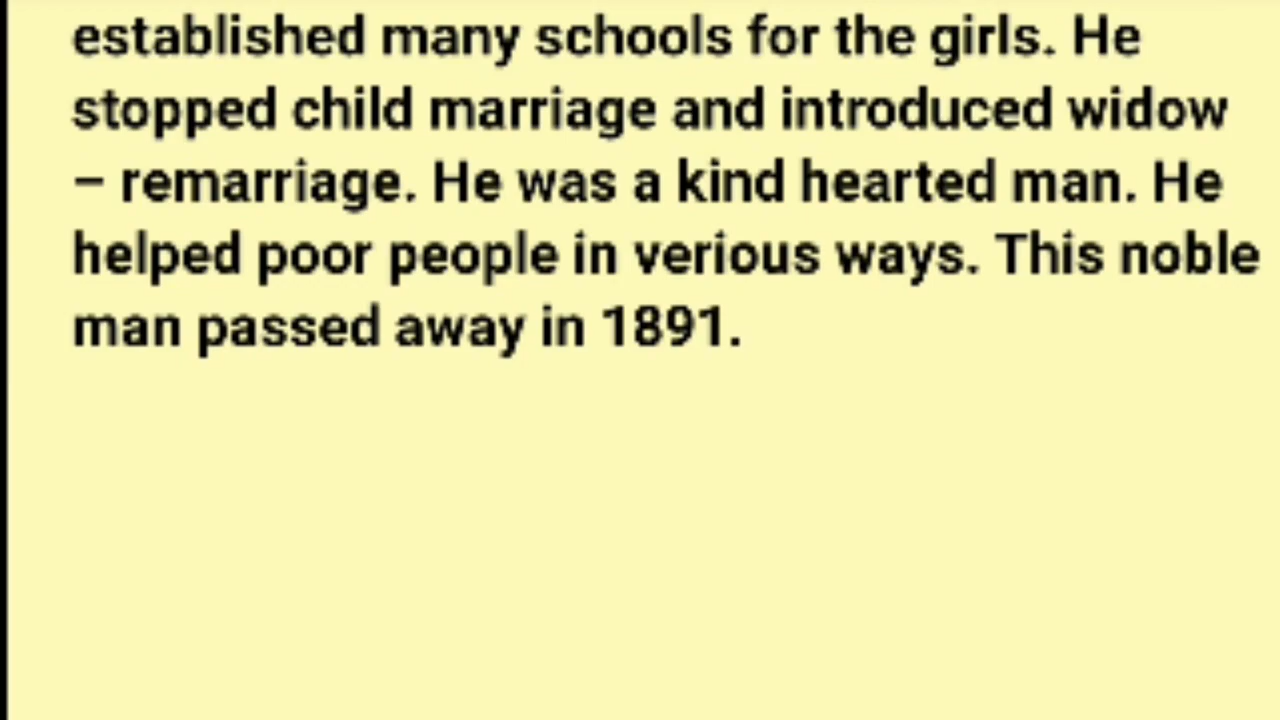 established many schools for the girls. He
stopped child marriage and introduced widow
– remarriage. He was a kind hearted man. He
helped poor people in verious ways. This noble
man passed away in 1891.